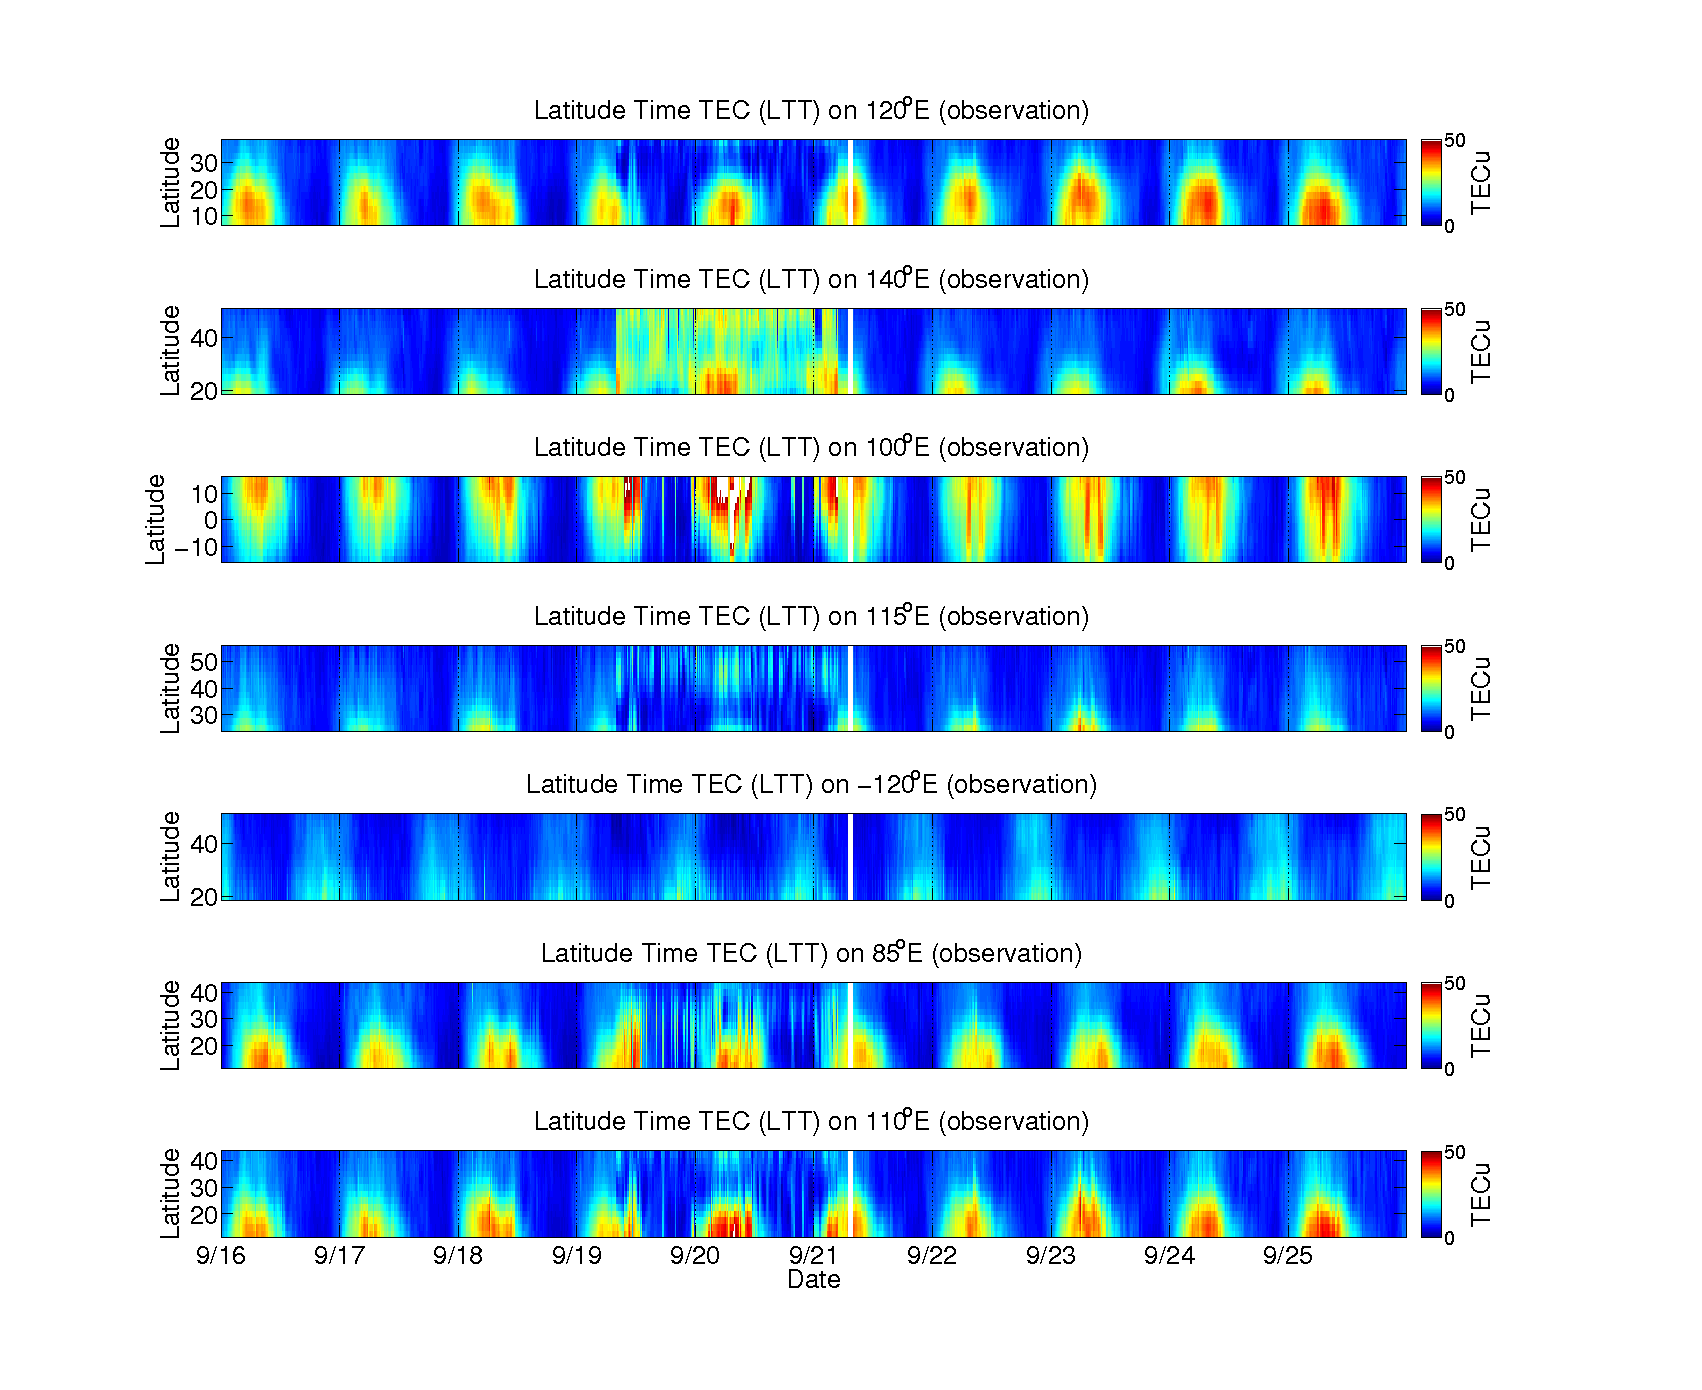 Latitude Time TEC (LTT) on 120°E (observation)
Latitude
30
20
10
50
0
TECu
Latitude Time TEC (LTT) on 140°E (observation)
Latitude
40
20
50
0
TECu
Latitude Time TEC (LTT) on 100°E (observation)
Latitude
10
0
−10
50
0
TECu
Latitude Time TEC (LTT) on 115°E (observation)
Latitude
50
40
30
50
0
TECu
Latitude Time TEC (LTT) on −120°E (observation)
Latitude
40
20
50
0
TECu
Latitude Time TEC (LTT) on 85°E (observation)
Latitude
40
30
20
50
0
TECu
Latitude Time TEC (LTT) on 110°E (observation)
Latitude
40
30
20
50
0
TECu
9/16 9/17 9/18 9/19 9/20 9/21 9/22 9/23 9/24 9/25
Date